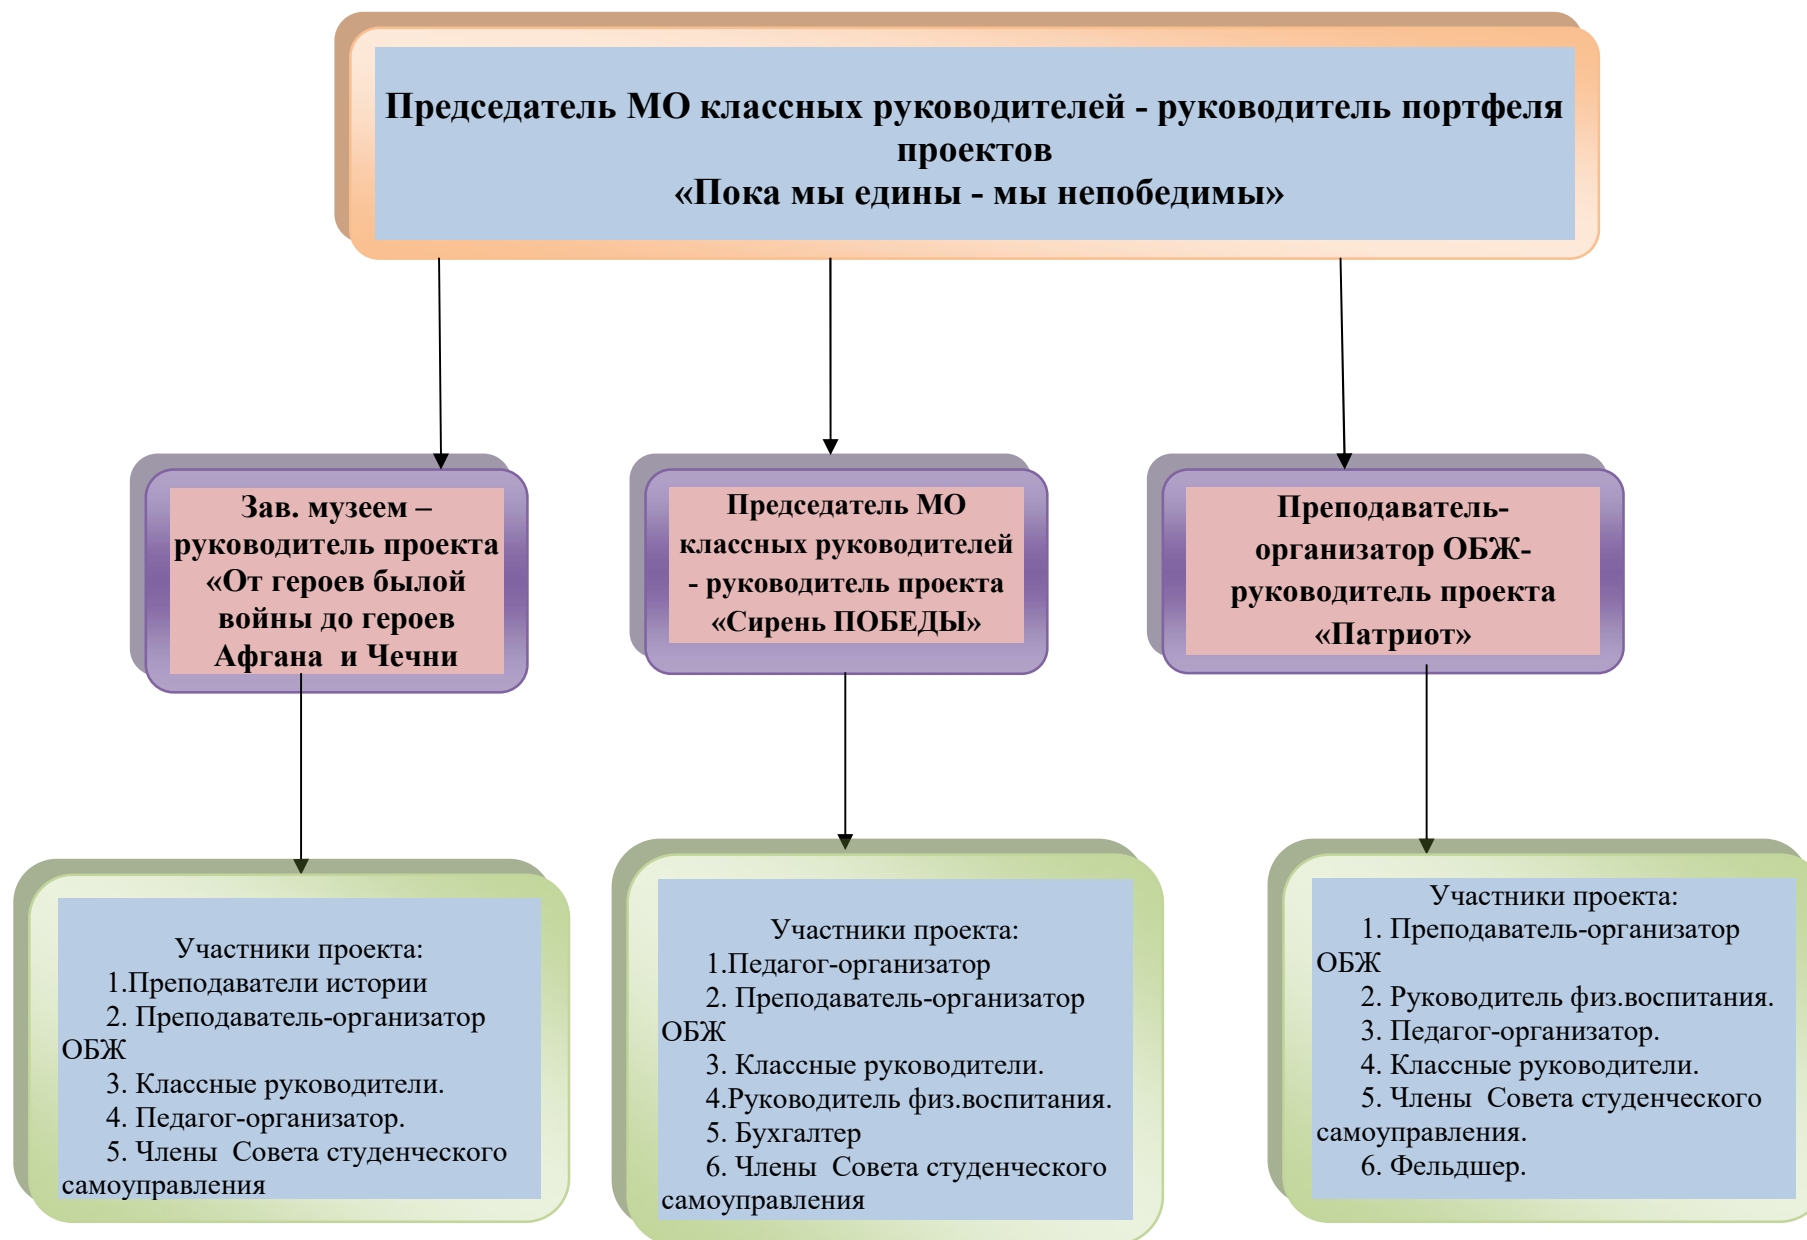 Председатель МО классных руководителей - руководитель портфеля
проектов
«Пока мы едины - мы непобедимы»
Зав. музеем –
руководитель проекта
«От героев былой
войны до героев
Афгана  и Чечни
Председатель МО
классных руководителей
- руководитель проекта
«Сирень ПОБЕДЫ»
Преподаватель-
организатор ОБЖ-
руководитель проекта
«Патриот»
Участники проекта:
1.Преподаватели истории
2. Преподаватель-организатор
ОБЖ
3. Классные руководители.
4. Педагог-организатор.
5. Члены  Совета студенческого
самоуправления
Участники проекта:
1.Педагог-организатор
2. Преподаватель-организатор
ОБЖ
3. Классные руководители.
4.Руководитель физ.воспитания.
5. Бухгалтер
6. Члены  Совета студенческого
самоуправления
Участники проекта:
1. Преподаватель-организатор
ОБЖ
2. Руководитель физ.воспитания.
3. Педагог-организатор.
4. Классные руководители.
5. Члены  Совета студенческого
самоуправления.
6. Фельдшер.